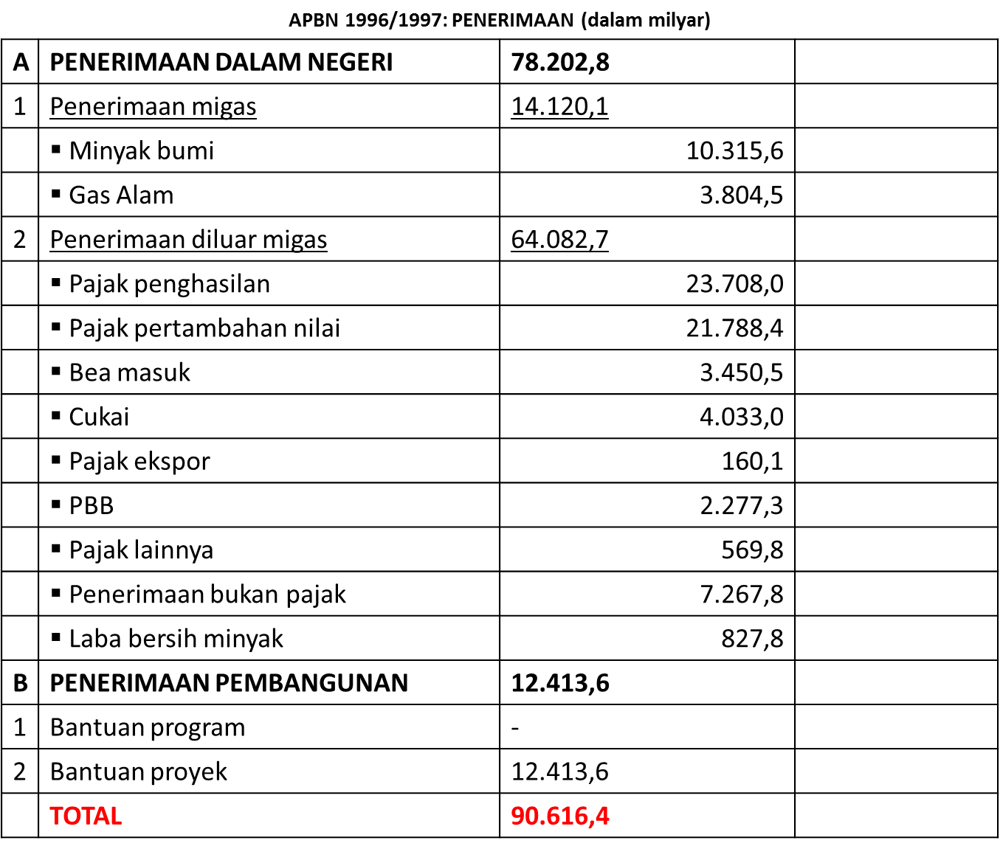 APBN 1996/1997: PENERIMAAN (dalam milyar)
A PENERIMAAN DALAM NEGERI 78.202,8
1 Penerimaan migas 14.120,1
▪ Minyak bumi 10.315,6
▪ Gas Alam 3.804,5
2 Penerimaan diluar migas 64.082,7
▪ Pajak penghasilan 23.708,0
▪ Pajak pertambahan nilai 21.788,4
▪ Bea masuk 3.450,5
▪ Cukai 4.033,0
▪ Pajak ekspor 160,1
▪ PBB 2.277,3
▪ Pajak lainnya 569,8
▪ Penerimaan bukan pajak 7.267,8
▪ Laba bersih minyak 827,8
B PENERIMAAN PEMBANGUNAN 12.413,6
1 Bantuan program -
2 Bantuan proyek 12.413,6
TOTAL 90.616,4